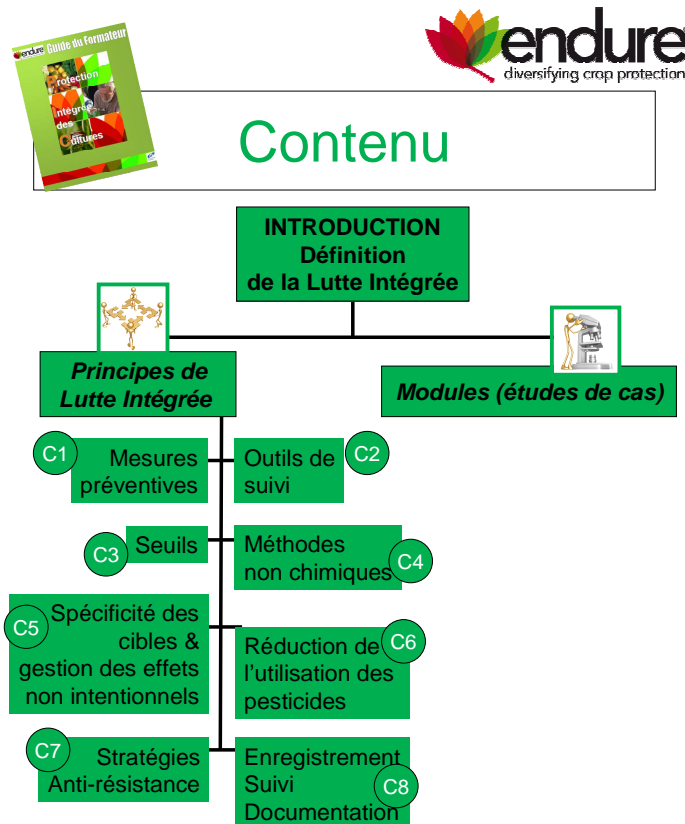 endure
diversifying crop protection
endure Guide du Formateur
Protection
Intégrée
des
Cultures
Contenu
INTRODUCTION
Définition
de la Lutte Intégrée
Principes de
Lutte Intégrée
Modules (études de cas)
C1
Mesures
préventives
Outils de
suivi
C2
C3
Seuils
Méthodes
non chimiques
C4
C5
Spécificité des
cibles &
gestion des effets
non intentionnels
Réduction de
l’utilisation des
pesticides
C6
C7
Stratégies
Anti-résistance
Enregistrement
Suivi
Documentation
C8